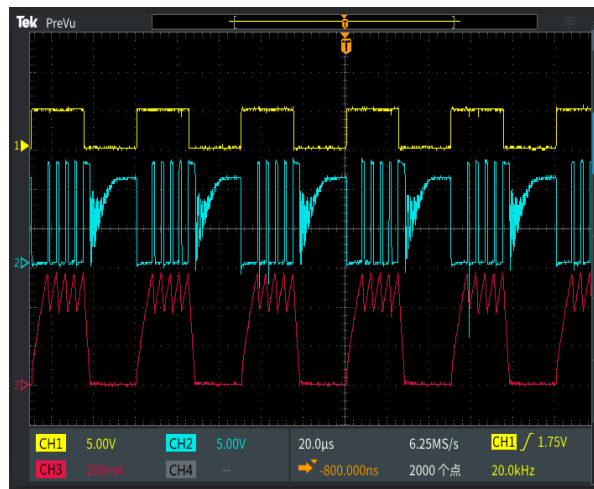 Tek PreVu
T
T
1
2
3
CH1 5.00V CH2 5.00V 20.0µs 6.25MS/s CH1 1.75V
CH3 200mA CH4 -- -800.000ns 2000 个点 20.0kHz